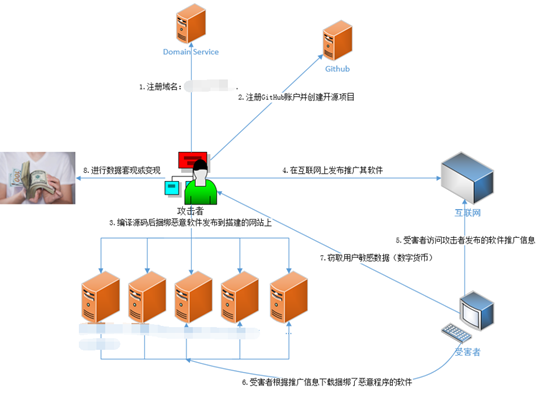 Domain Service
Github
1.注册域名：
2.注册GitHub账户并创建开源项目
8.进行数据套现或变现
4.在互联网上发布推广其软件
攻击者
互联网
3.编译源码后捆绑恶意软件发布到搭建的网站上
5.受害者访问攻击者发布的软件推广信息
7.窃取用户敏感数据（数字货币）
...
受害者
6.受害者根据推广信息下载捆绑了恶意程序的软件